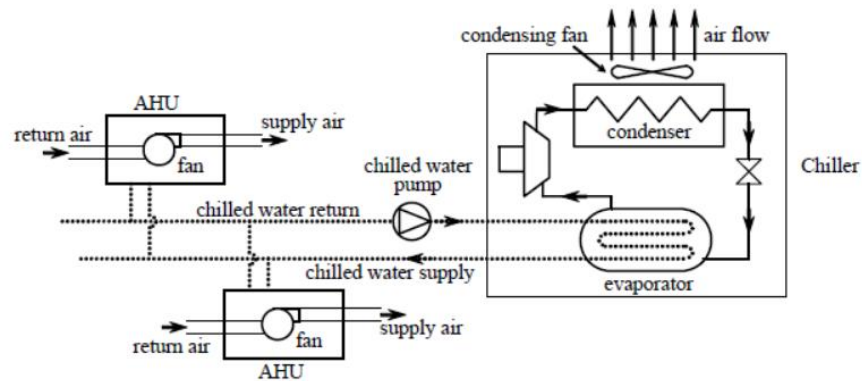 condensing fan
air flow
AHU
supply air
return air
fan
condenser
chilled water
pump
Chiller
chilled water return
chilled water supply
evaporator
supply air
fan
return air
AHU